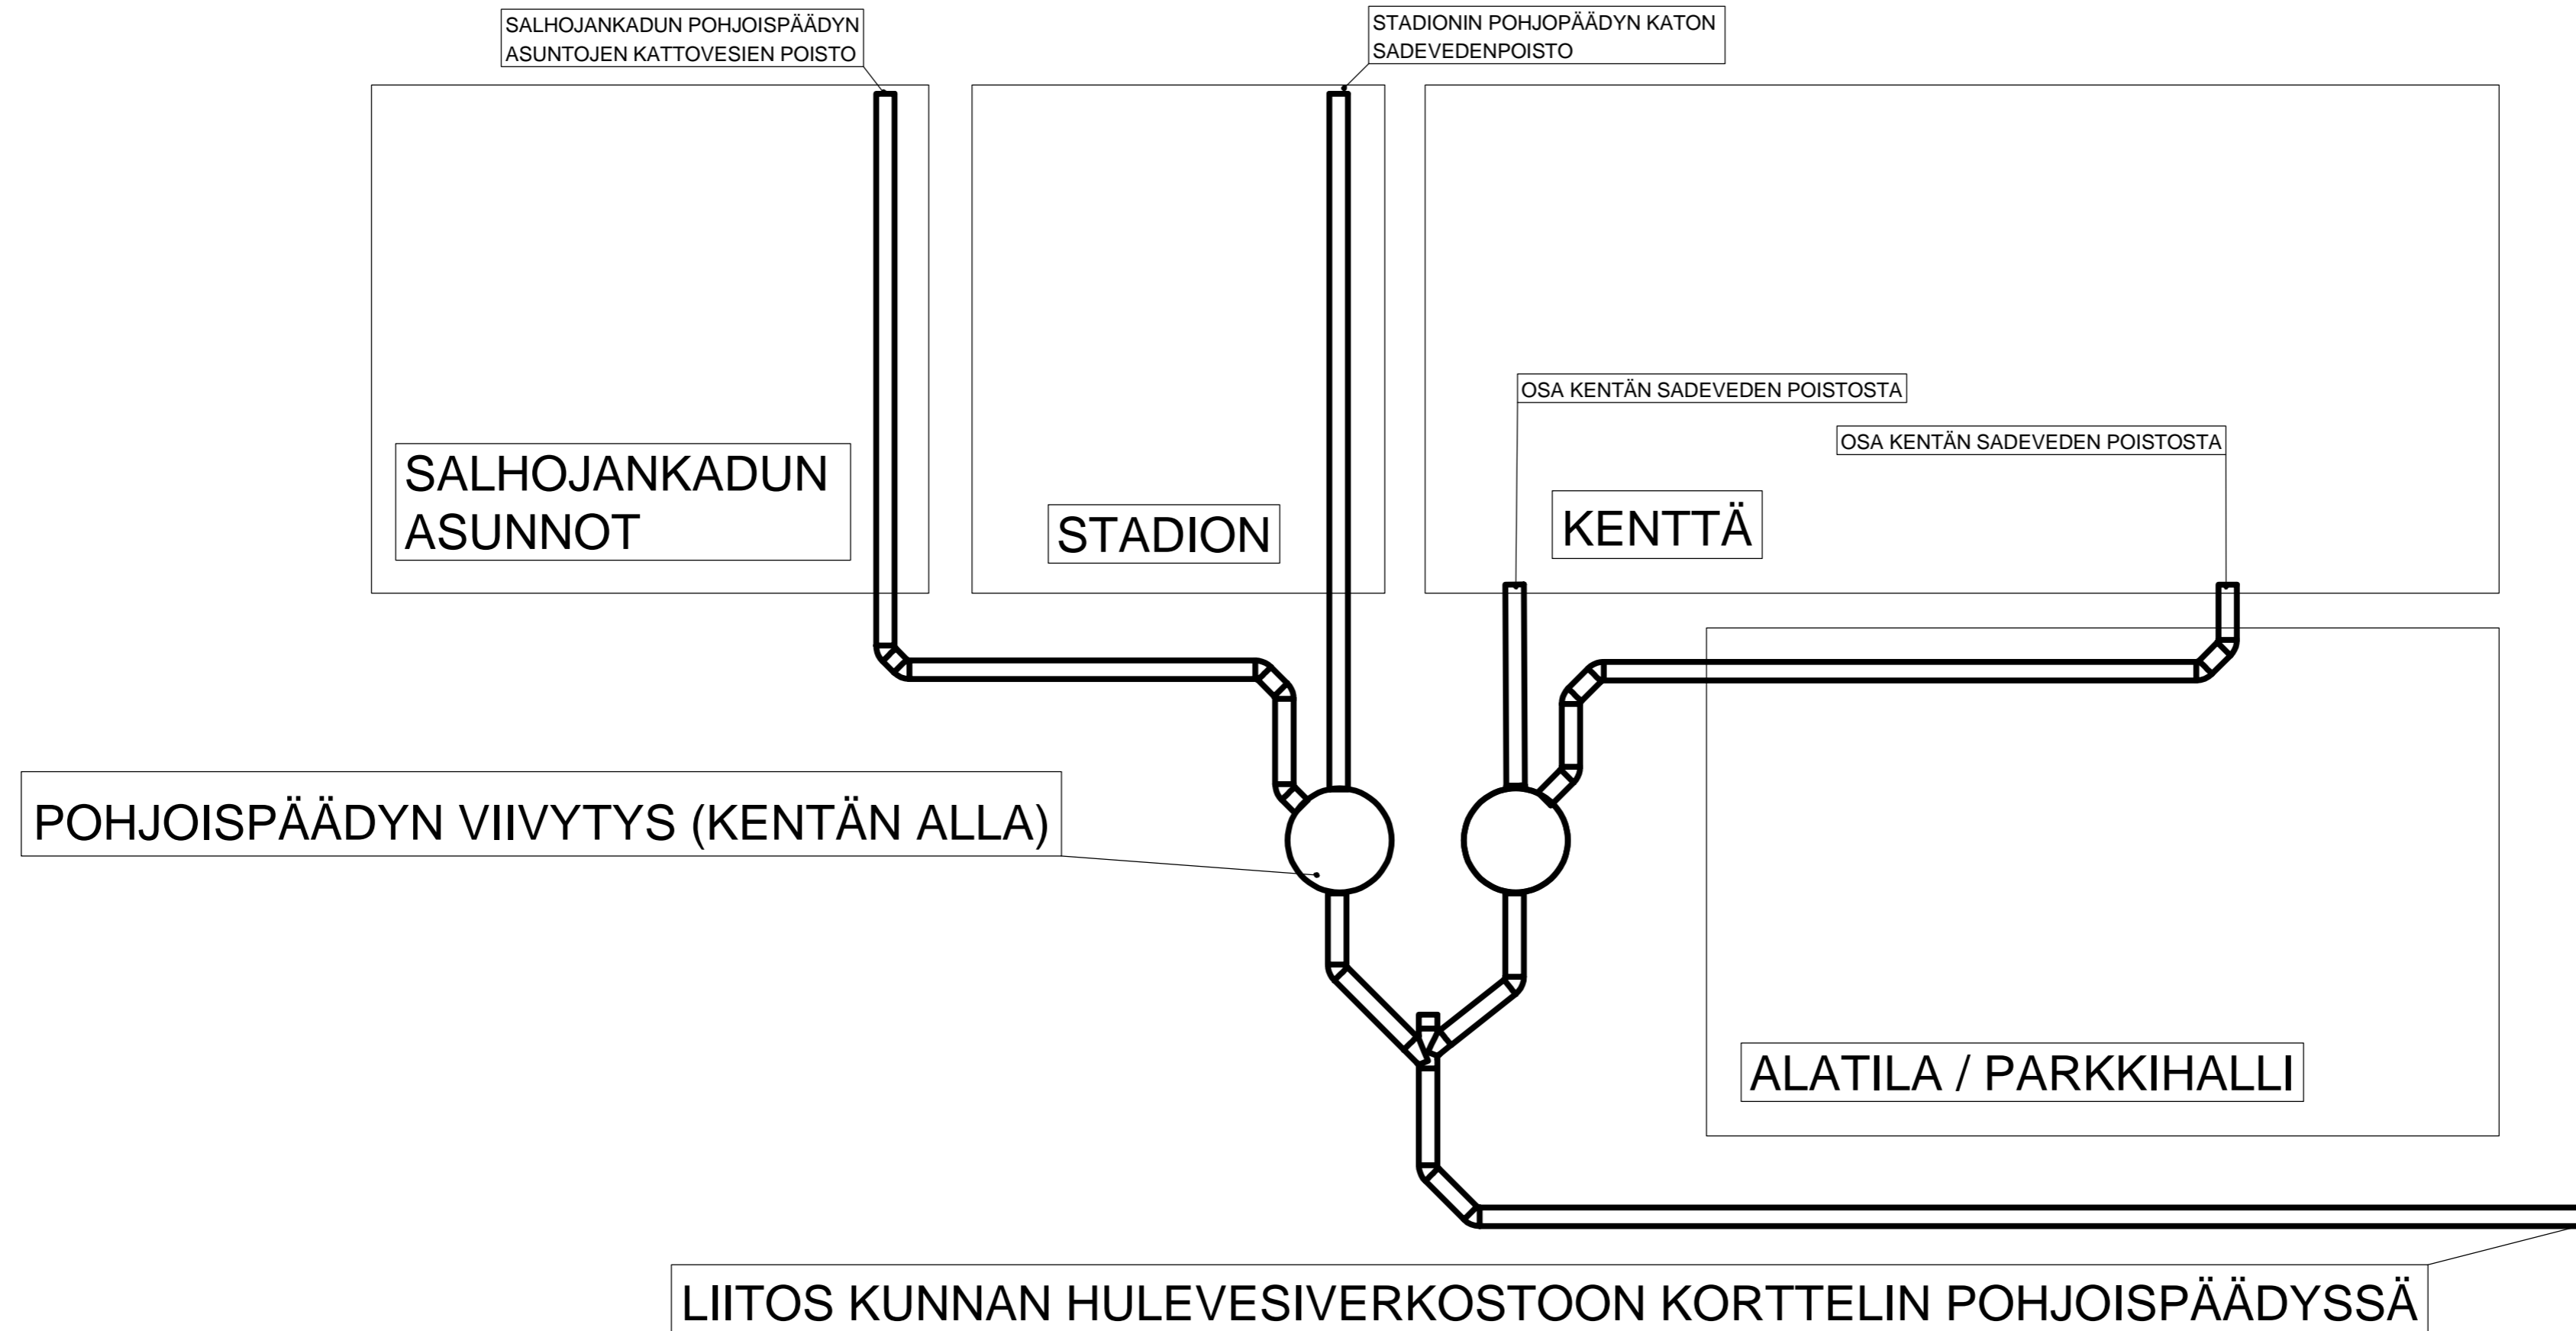 SALHOJANKADUN POHJOISPÄÄDYN
ASUNTOJEN KATTOVESIEN POISTO
STADIONIN POHJOPÄÄDYN KATON
SADEVEDENPOISTO
OSA KENTÄN SADEVEDEN POISTOSTA
OSA KENTÄN SADEVEDEN POISTOSTA
SALHOJANKADUN
ASUNNOT
STADION
KENTTÄ
POHJOISPÄÄDYN VIIVYTYS (KENTÄN ALLA)
ALATILA / PARKKIHALLI
LIITOS KUNNAN HULEVESIVERKOSTOON KORTTELIN POHJOISPÄÄDYSSÄ